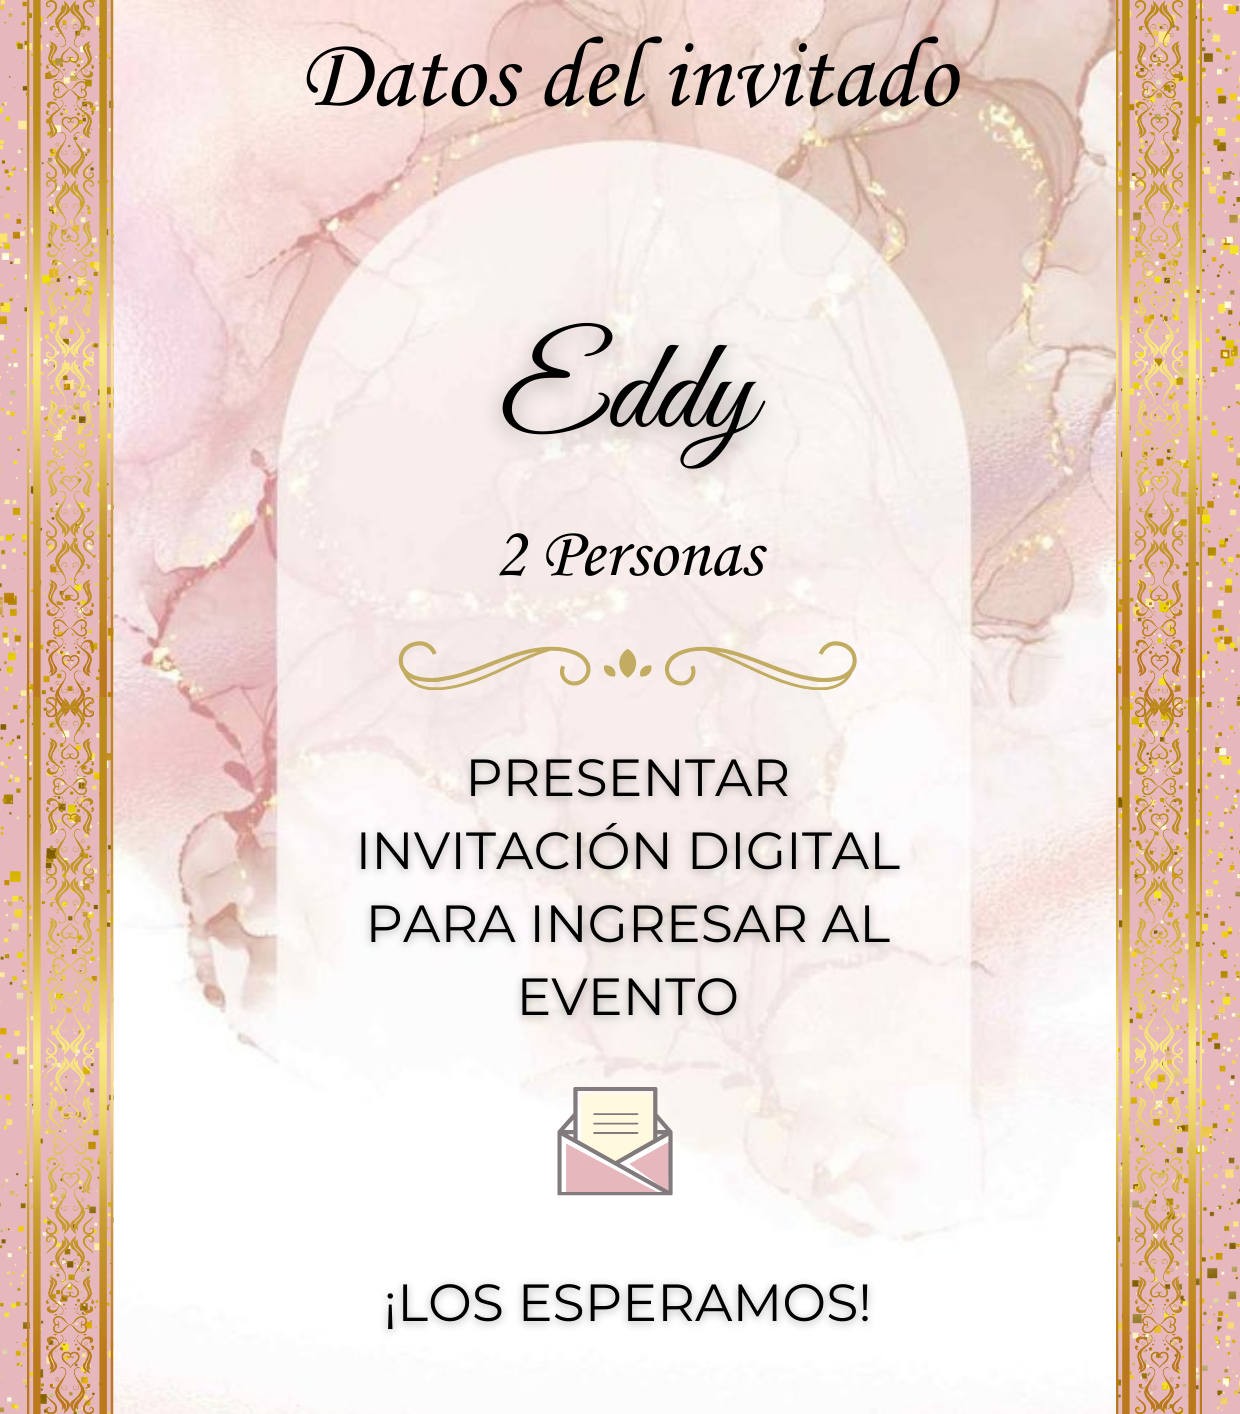 Datos del invitado
Eddy
2 Personas
PRESENTAR
INVITACIÓN DIGITAL
PARA INGRESAR AL
EVENTO
¡LOS ESPERAMOS!